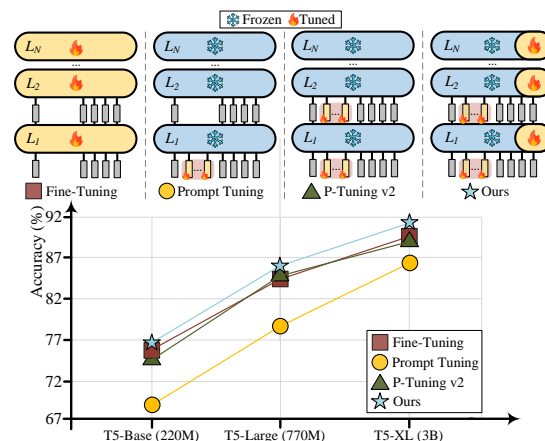 Frozen Tuned
L_N L_N L_N L_N
... ... ... ...
L_2 L_2 L_2 L_2
L_1 L_1 L_1 L_1
... ... ... ...
Fine-Tuning Prompt Tuning P-Tuning v2 Ours
Accuracy (%)
92
87
82
77
72
67
Fine-Tuning
Prompt Tuning
P-Tuning v2
Ours
T5-Base (220M) T5-Large (770M) T5-XL (3B)